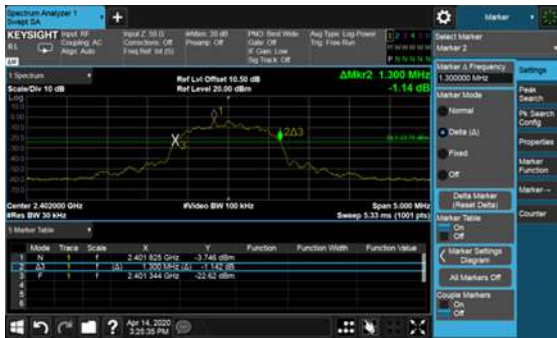 Spectrum Analyzer 1
Swept SA
+
Marker
KEYSIGHT Input: RF
Coupling: AC
Align: Auto
Input Z: 50 Ω
Corrections: Off
Freq Ref: Int (S)
#Atten: 20 dB
Preamp: Off
PNO: Best Wide
Gate: Off
IF Gain: Low
Sig Track: Off
Avg Type: Log-Power
Trig: Free Run
1 2 3 4 5
P N N N N N
RL
LV
Select Marker
Marker 2
Marker Δ Frequency
1.300000 MHz
Settings
1 Spectrum
Scale/Div 10 dB
Ref Lvl Offset 10.50 dB
Ref Level 20.00 dBm
ΔMkr2 1.300 MHz
-1.14 dB
Log
Marker Mode
Normal
Delta (Δ)
Fixed
Off
Peak
Search
Pk Search
Config
Properties
Marker
Function
Marker→
Counter
1
2Δ3
3
Center 2.402000 GHz
#Res BW 30 kHz
#Video BW 100 kHz
Span 5.000 MHz
Sweep 5.33 ms (1001 pts)
Delta Marker
(Reset Delta)
Marker Table
On
Off
Marker Settings
Diagram
All Markers Off
Couple Markers
On
Off
5 Marker Table
Mode Trace Scale X Y Function Function Width Function Value
1 N 1 f 2.401 825 GHz -3.746 dBm
2 Δ3 1 f (Δ) 1.300 MHz (Δ) -1.142 dB
3 F 1 f 2.401 344 GHz -22.62 dBm
4
5
6
?
Apr 14, 2020
3:25:35 PM